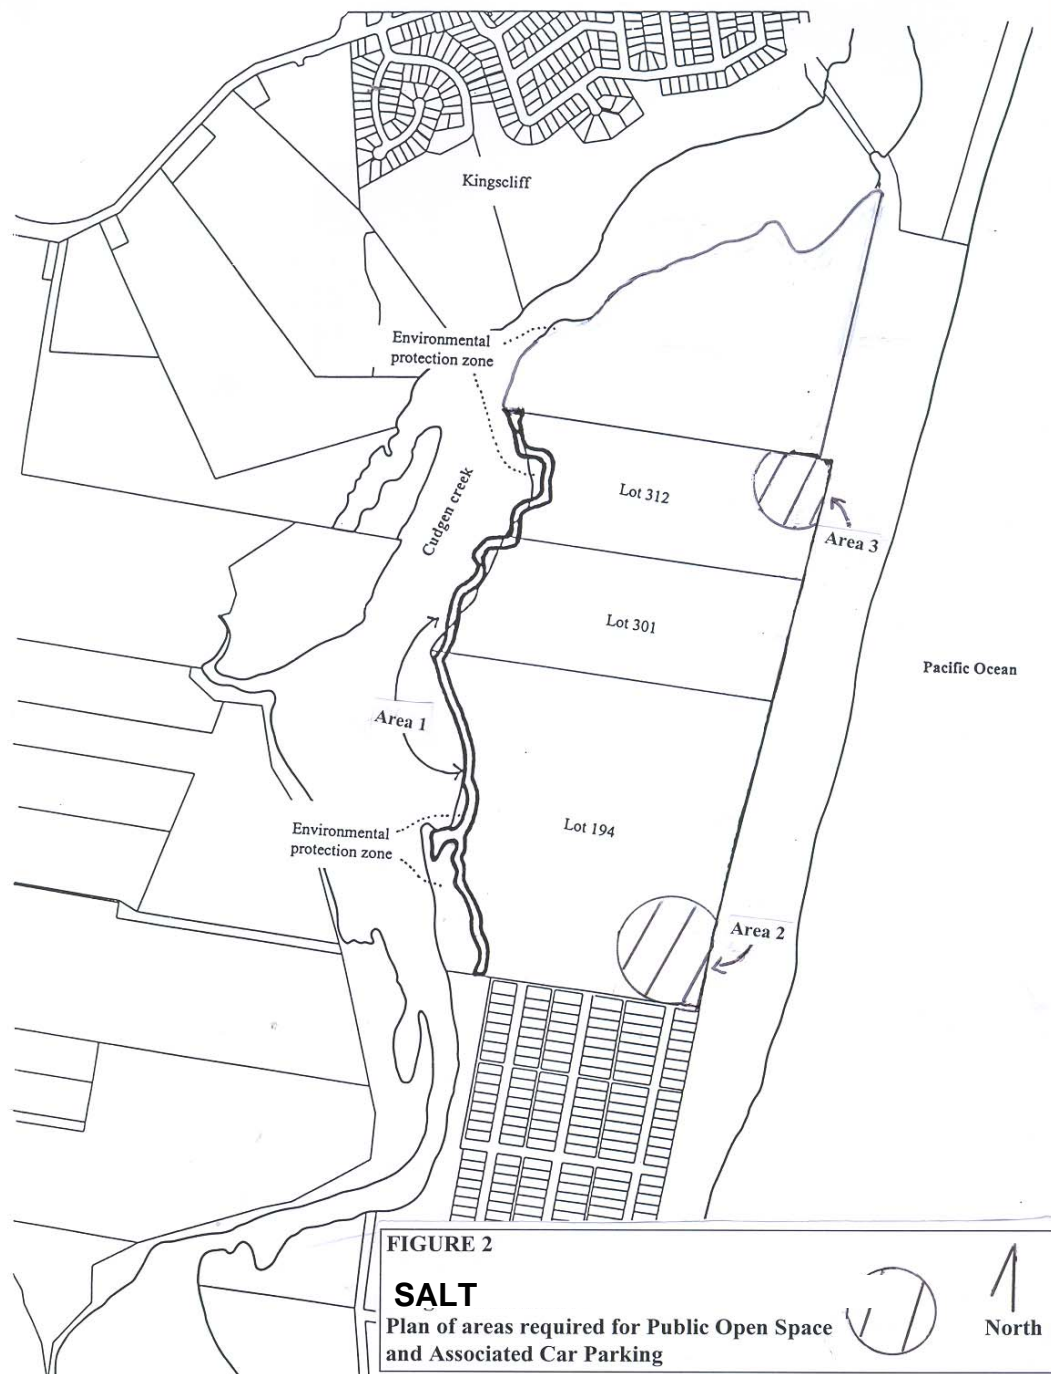 Kingscliff
Environmental
protection zone
Cudgen creek
Lot 312
Area 3
Lot 301
Pacific Ocean
Area 1
Environmental
protection zone
Lot 194
Area 2
FIGURE 2
SALT
Plan of areas required for Public Open Space
and Associated Car Parking
North